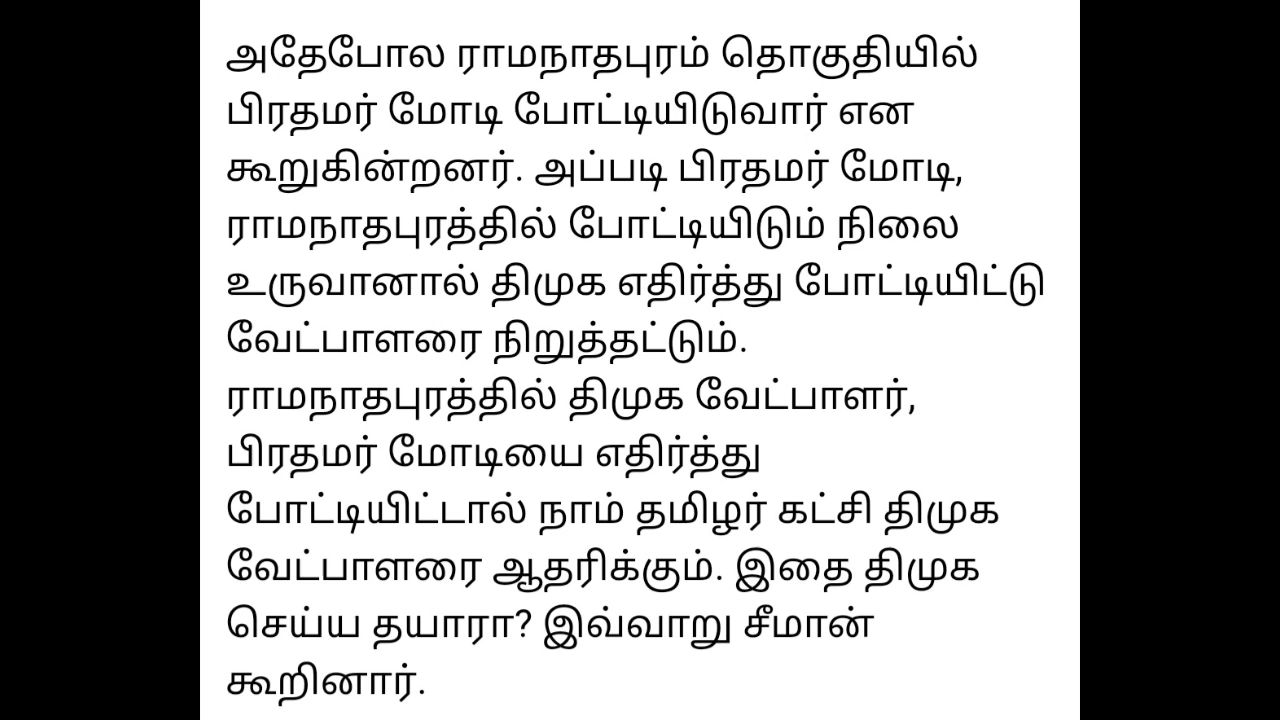 அதேபோல ராமநாதபுரம் தொகுதியில்
பிரதமர் மோடி போட்டியிடுவார் என
கூறுகின்றனர். அப்படி பிரதமர் மோடி,
ராமநாதபுரத்தில் போட்டியிடும் நிலை
உருவானால் திமுக எதிர்த்து போட்டியிட்டு
வேட்பாளரை நிறுத்தட்டும்.
ராமநாதபுரத்தில் திமுக வேட்பாளர்,
பிரதமர் மோடியை எதிர்த்து
போட்டியிட்டால் நாம் தமிழர் கட்சி திமுக
வேட்பாளரை ஆதரிக்கும். இதை திமுக
செய்ய தயாரா? இவ்வாறு சீமான்
கூறினார்.